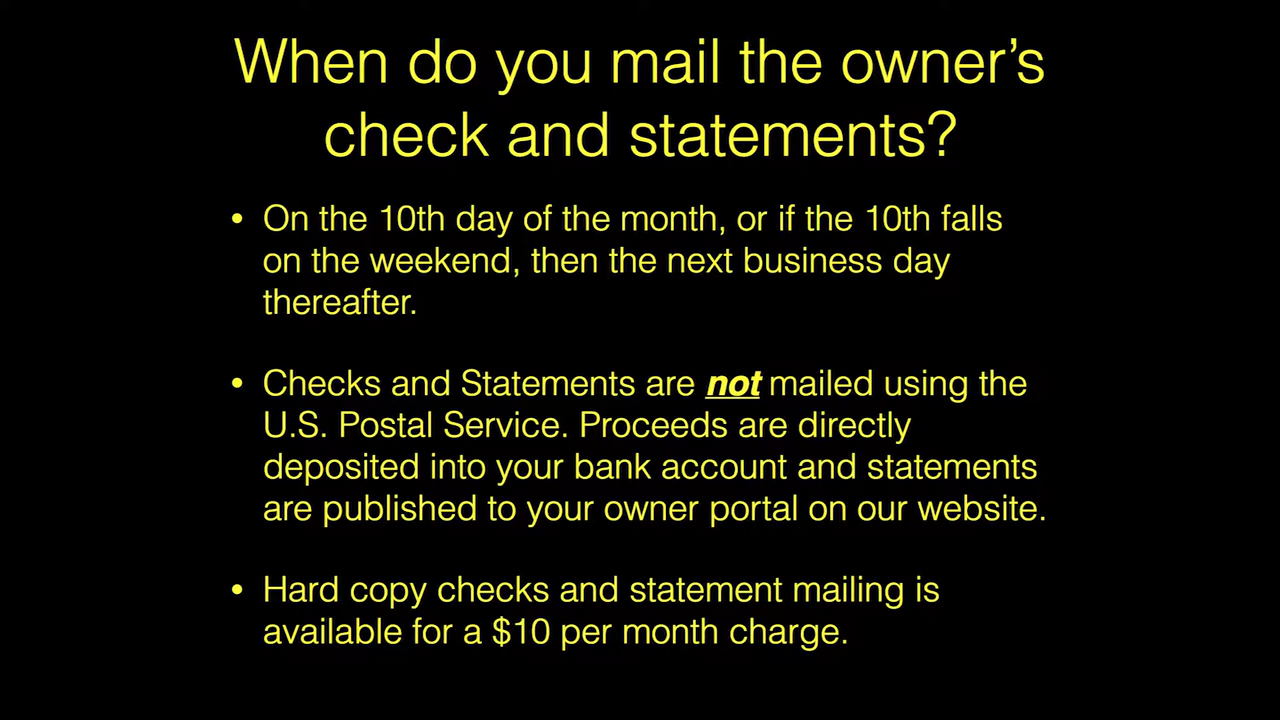 When do you mail the owner’s
check and statements?
• On the 10th day of the month, or if the 10th falls
on the weekend, then the next business day
thereafter.
• Checks and Statements are not mailed using the
U.S. Postal Service. Proceeds are directly
deposited into your bank account and statements
are published to your owner portal on our website.
• Hard copy checks and statement mailing is
available for a $10 per month charge.